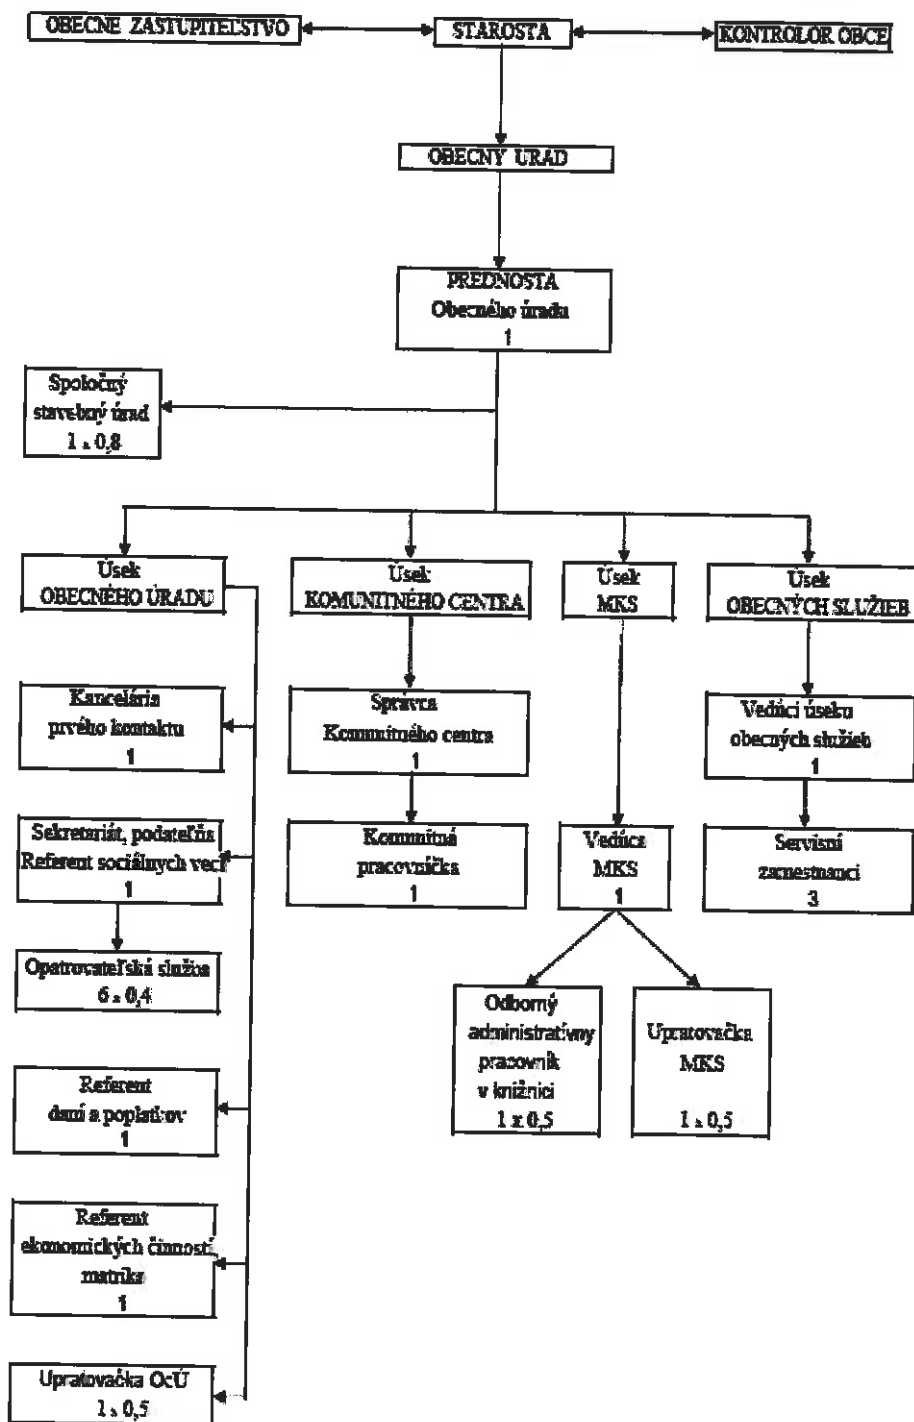 OBECNÉ ZASTUPITEĽSTVO
STAROSTA
KONTROLÓR OBCE
OBECNÝ ÚRAD
PREDNOSTA
Obecného úradu
1
Spoločný
stavebný úrad
1 x 0,8
Úsek
OBECNÉHO ÚRADU
Úsek
KOMUNITNÉHO CENTRA
Úsek
MKS
Úsek
OBECNÝCH SLUŽIEB
Kancelária
prvého kontaktu
1
Správca
Komunitného centra
1
Vedúci úseku
obecných služieb
1
Sekretariát, podateľňa
Referent sociálnych vecí
1
Komunitná
pracovníčka
1
Vedúca
MKS
1
Servisní
zamestnanci
3
Opatrovateľská služba
6 x 0,4
Odborný
administratívny
pracovník
v knižnici
1 x 0,5
Upratovačka
MKS
1 x 0,5
Referent
daní a poplatkov
1
Referent
ekonomických činností,
matrika
1
Upratovačka OcÚ
1 x 0,5